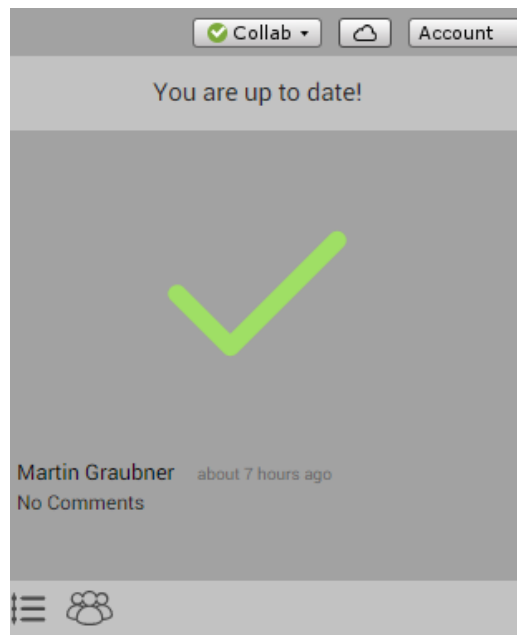 Collab
Account
You are up to date!
Martin Graubner about 7 hours ago
No Comments